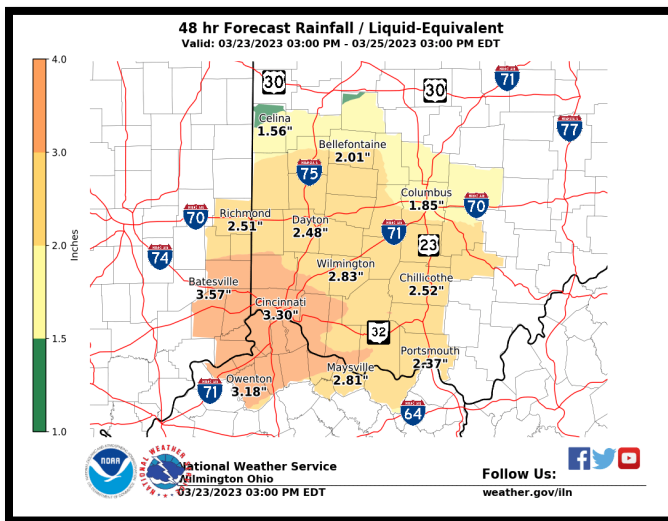 48 hr Forecast Rainfall / Liquid-Equivalent
Valid: 03/23/2023 03:00 PM - 03/25/2023 03:00 PM EDT
4.0
3.0
2.0
1.5
1.0
Inches
30
30
71
77
Celina
1.56"
Bellefontaine
2.01"
75
Columbus
1.85"
70
70
Richmond
2.51"
Dayton
2.48"
71
23
74
Wilmington
2.83"
Chillicothe
2.52"
Batesville
3.57"
Cincinnati
3.30"
32
Portsmouth
2.37"
Maysville
2.81"
Owenton
3.18"
71
64
NOAA
NATIONAL WEATHER
National Weather Service
Wilmington Ohio
03/23/2023 03:00 PM EDT
Follow Us:
weather.gov/iln